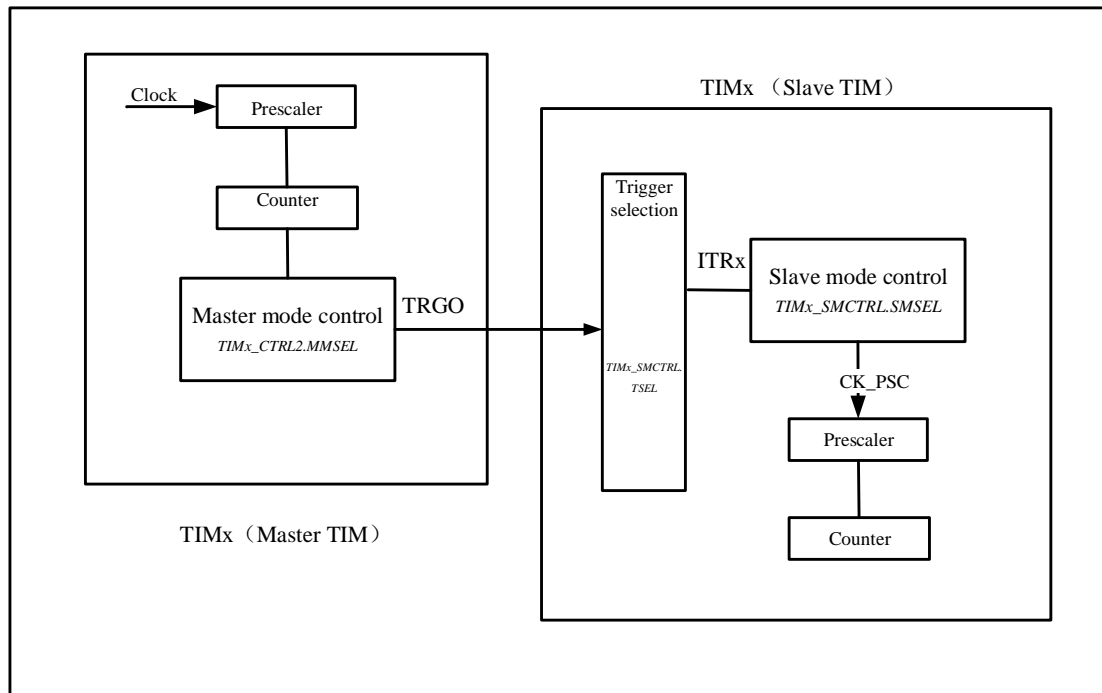 Clock
Prescaler
Counter
Master mode control
TIMx_CTRL2.MMSEL
TRGO
TIMx（Master TIM）
TIMx （Slave TIM）
Trigger
selection
TIMx_SMCTRL.
TSEL
ITRx
Slave mode control
TIMx_SMCTRL.SMSEL
CK_PSC
Prescaler
Counter